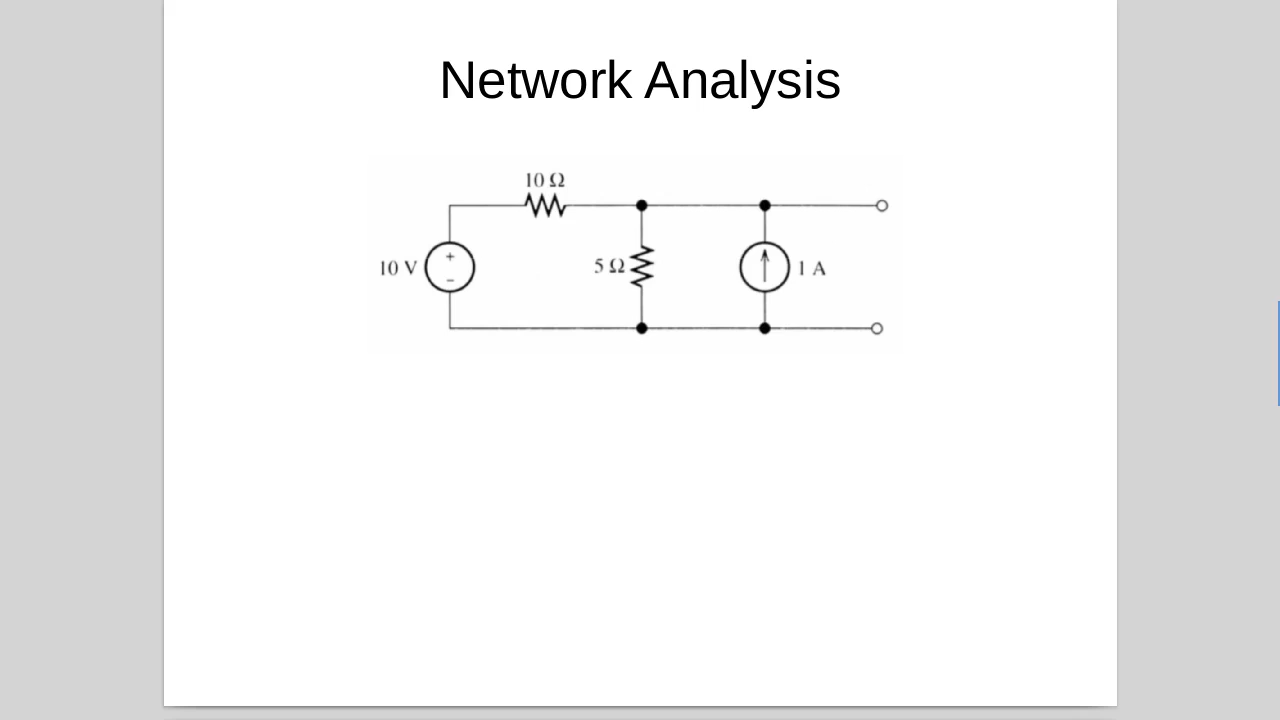 Network Analysis
10 Ω
10 V
+
−
5 Ω
1 A